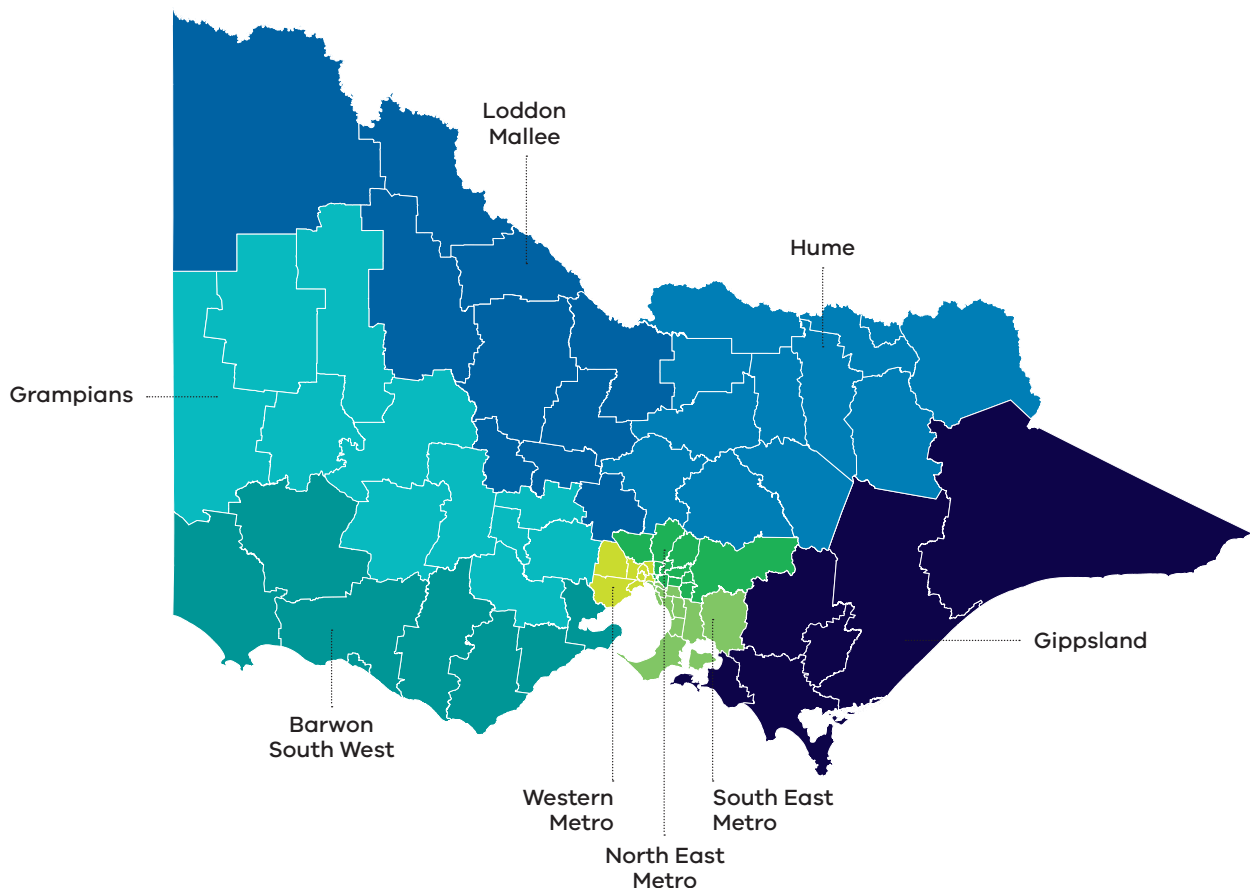 Loddon
Mallee
Hume
Grampians
Gippsland
Barwon
South West
Western
Metro
South East
Metro
North East
Metro